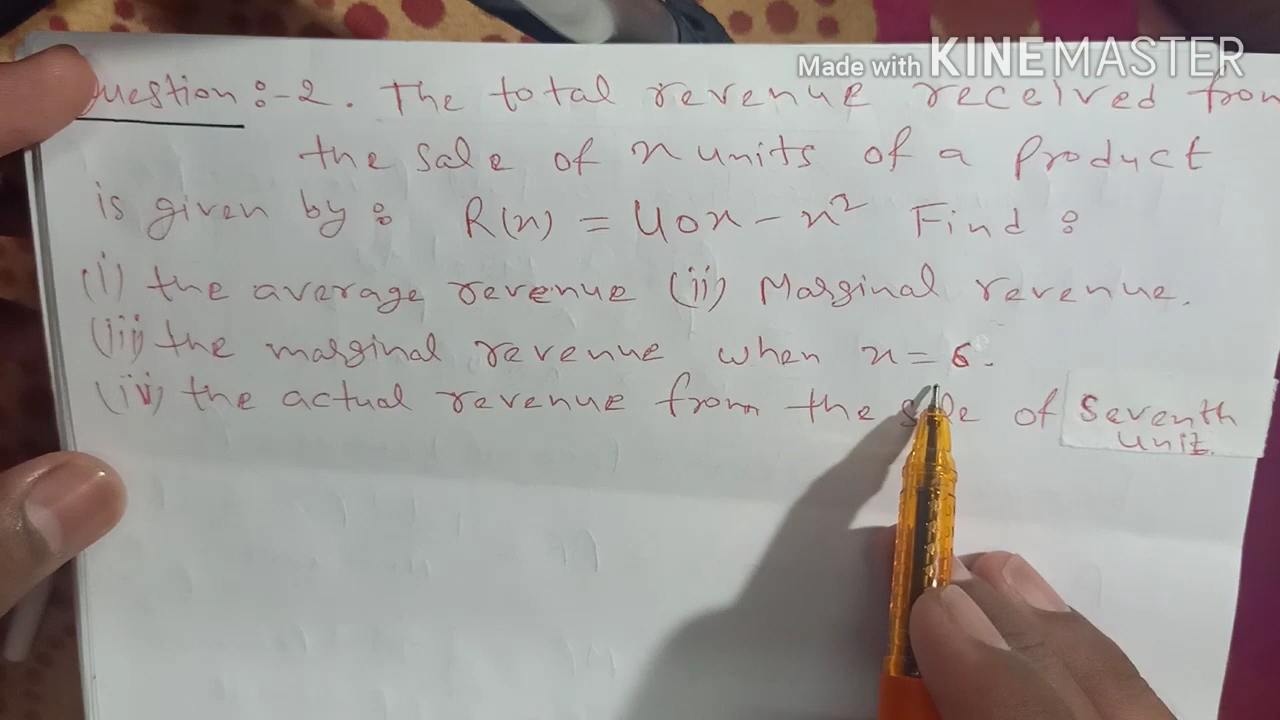 Made with KINEMASTER
Question :-2. The total revenue received from
the sale of x units of a product
is given by : R(x) = 40x - x² Find :
(i) the average revenue (ii) Marginal revenue.
(iii) the marginal revenue when x = 6.
(iv) the actual revenue from the sale of Seventh
unit.